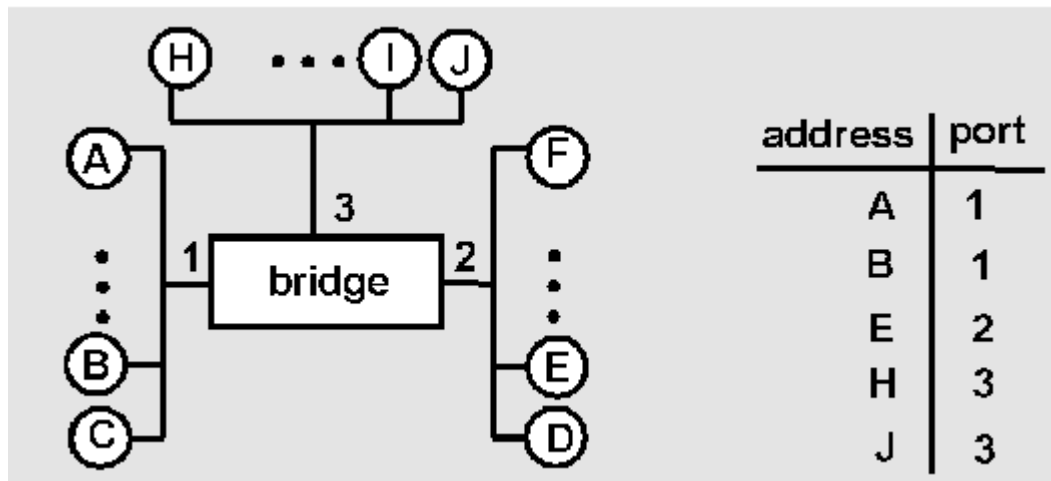 H I J
A F
3
1 bridge 2
B E
C D
address port
A 1
B 1
E 2
H 3
J 3